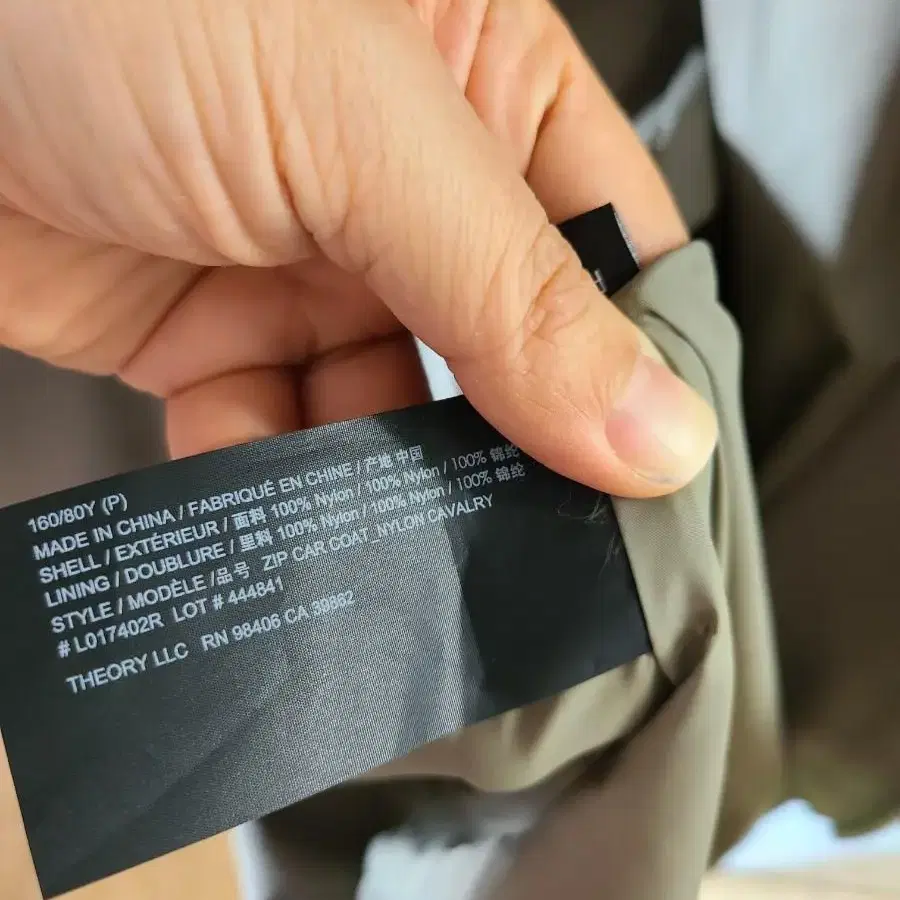 160/80Y (P)
MADE IN CHINA / FABRIQUÉ EN CHINE / 产地 中国
SHELL / EXTÉRIEUR / 面料 100% Nylon / 100% Nylon / 100% 锦纶
LINING / DOUBLURE / 里料 100% Nylon / 100% Nylon / 100% 锦纶
STYLE / MODÈLE / 品号 ZIP CAR COAT_NYLON CAVALRY
# L017402R LOT # 444841
THEORY LLC RN 98406 CA 39862